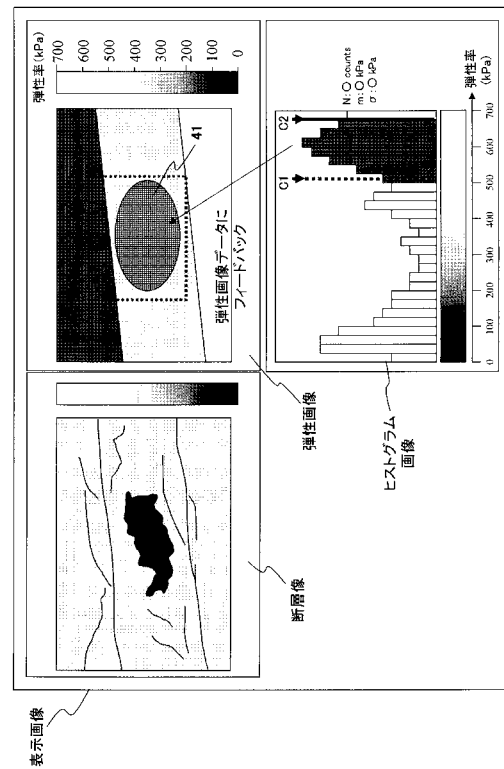 表示画像
断層像
弾性画像
弾性率(kPa)
700
600
500
400
300
200
100
0
41
弾性画像データに
フィードバック
ヒストグラム
画像
C1
C2
N:○ counts
m:○ kPa
σ:○ kPa
0
100
200
300
400
500
600
700
弾性率
(kPa)